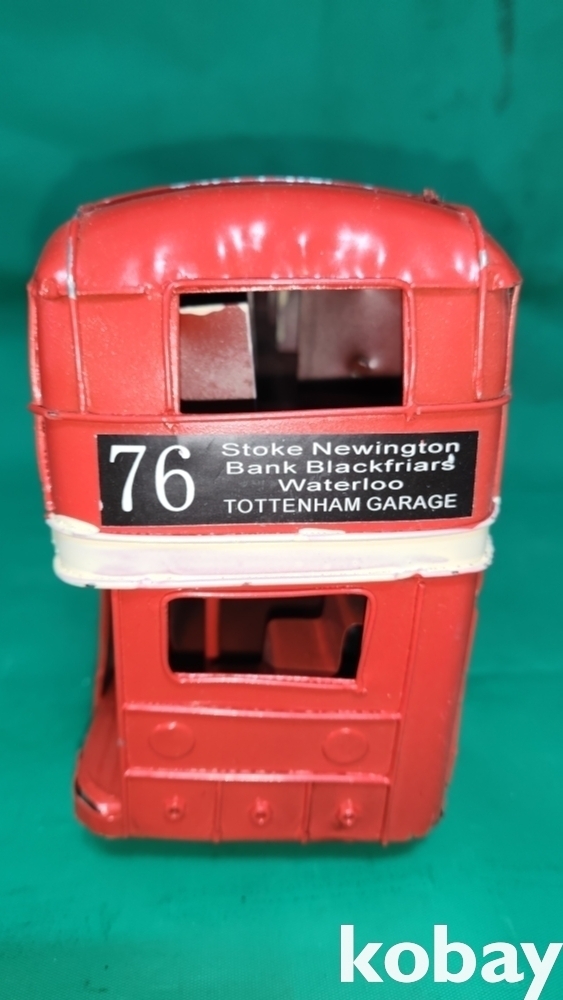 76
Stoke Newington
Bank Blackfriars
Waterloo
TOTTENHAM GARAGE
kobay